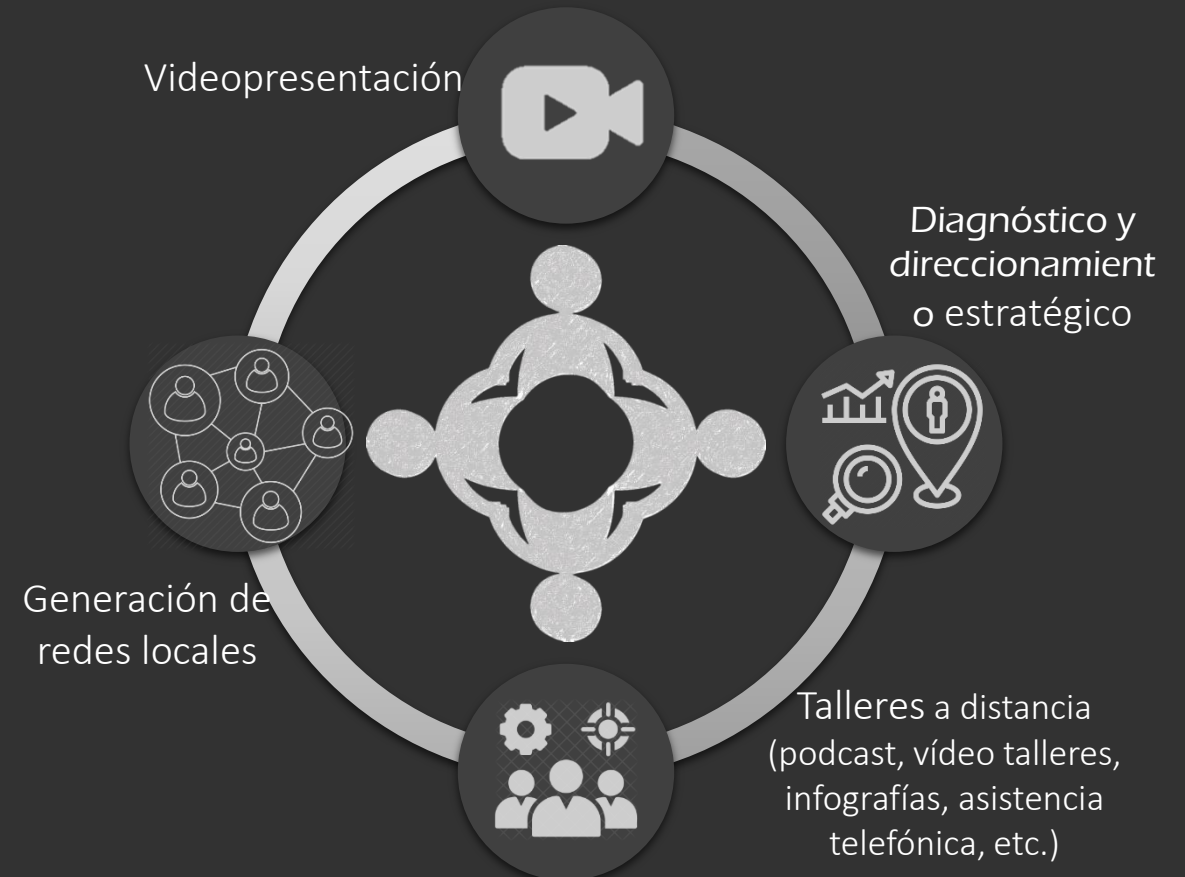 Videopresentación
Diagnóstico y
direccionamient
o estratégico
Generación de
redes locales
Talleres a distancia
(podcast, vídeo talleres,
infografías, asistencia
telefónica, etc.)